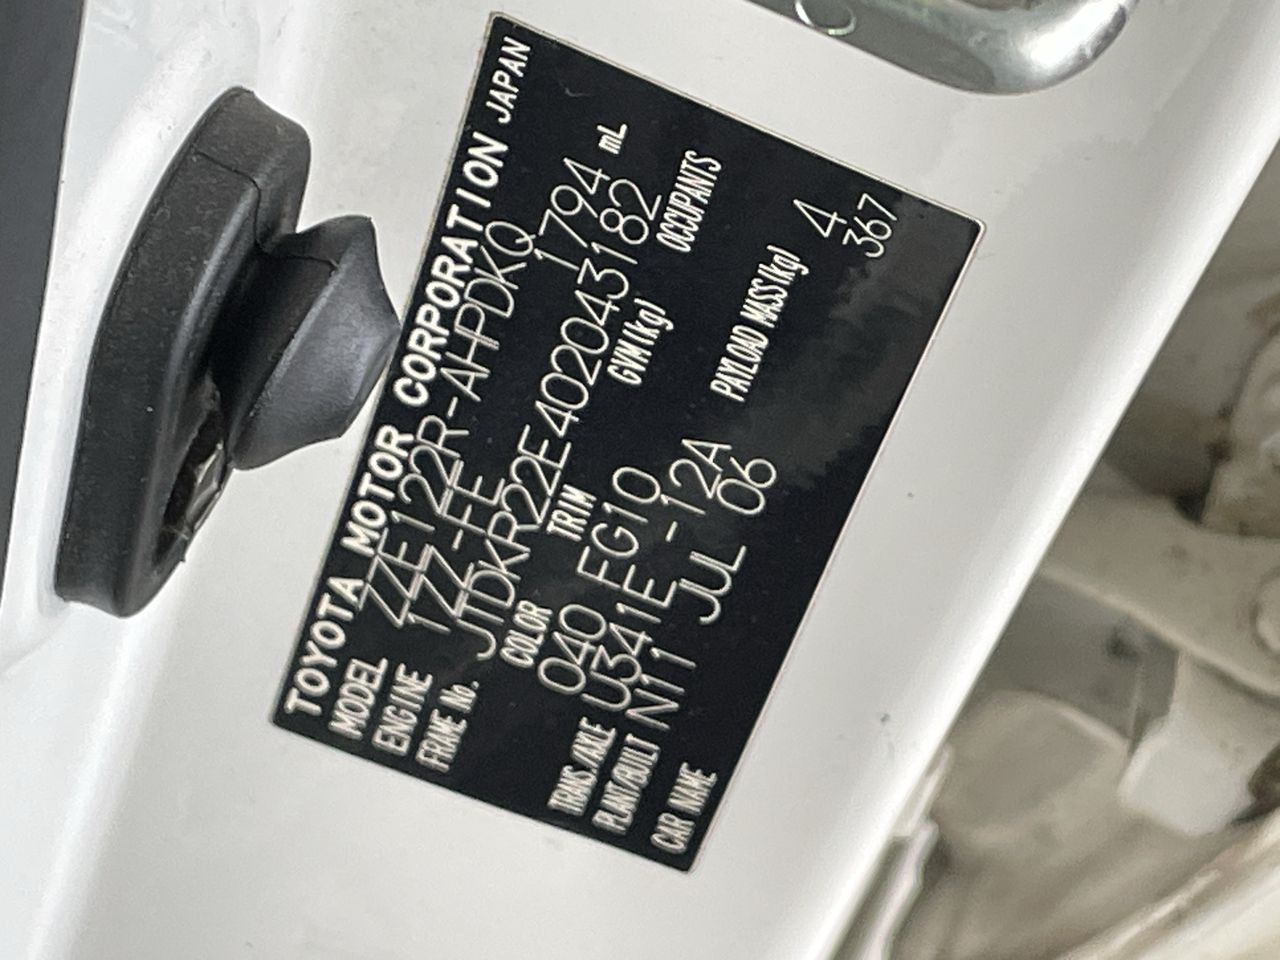 TOYOTA MOTOR CORPORATION JAPAN
MODEL ZZE122R-AHPDKQ
ENGINE 1ZZ-FE 1794 mL
FRAME No. JTDKR22E402043182
COLOR TRIM GVM(kg) OCCUPANTS
040 FG10 4
TRANS./AXLE U341E -12A PAYLOAD MASS(kg) 367
PLANT/BUILT N11 JUL 06
CAR NAME